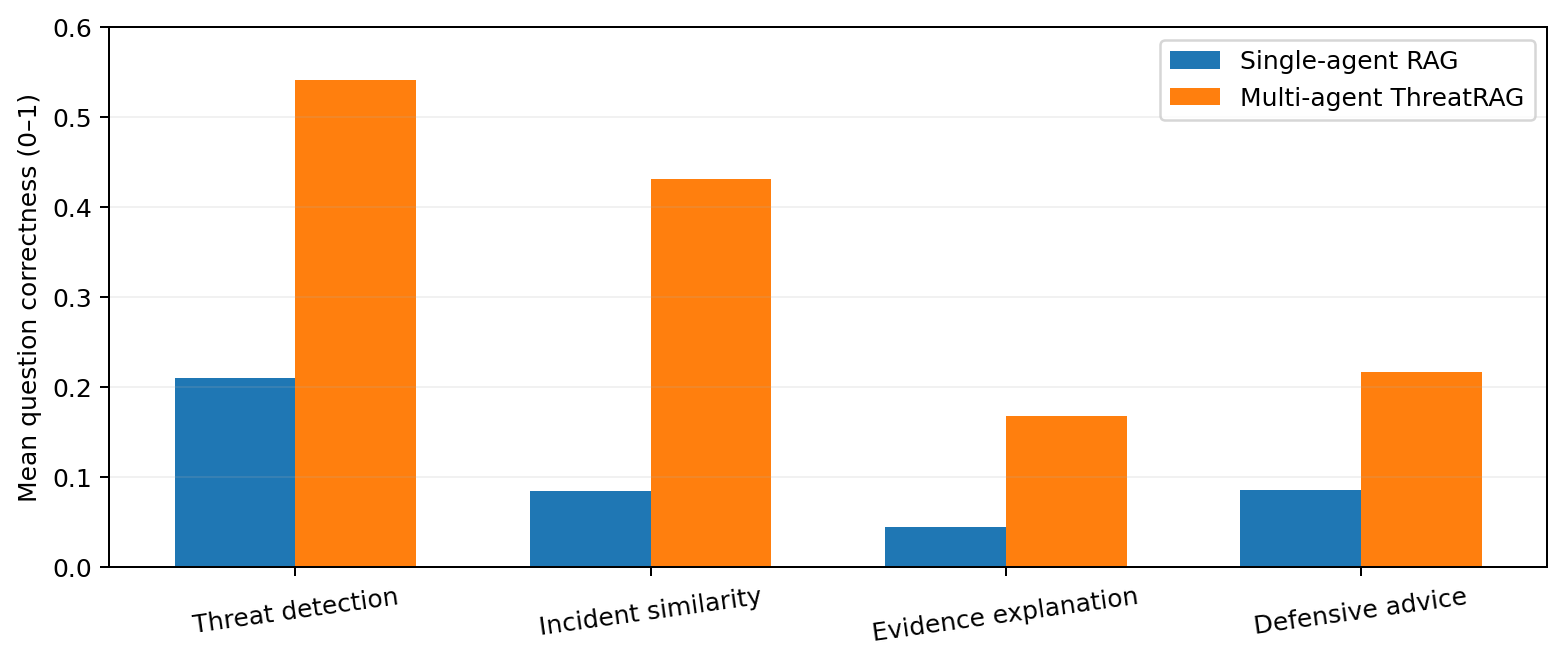 Mean question correctness (0–1)
0.6
0.5
0.4
0.3
0.2
0.1
0.0
Single-agent RAG
Multi-agent ThreatRAG
Threat detection
Incident similarity
Evidence explanation
Defensive advice